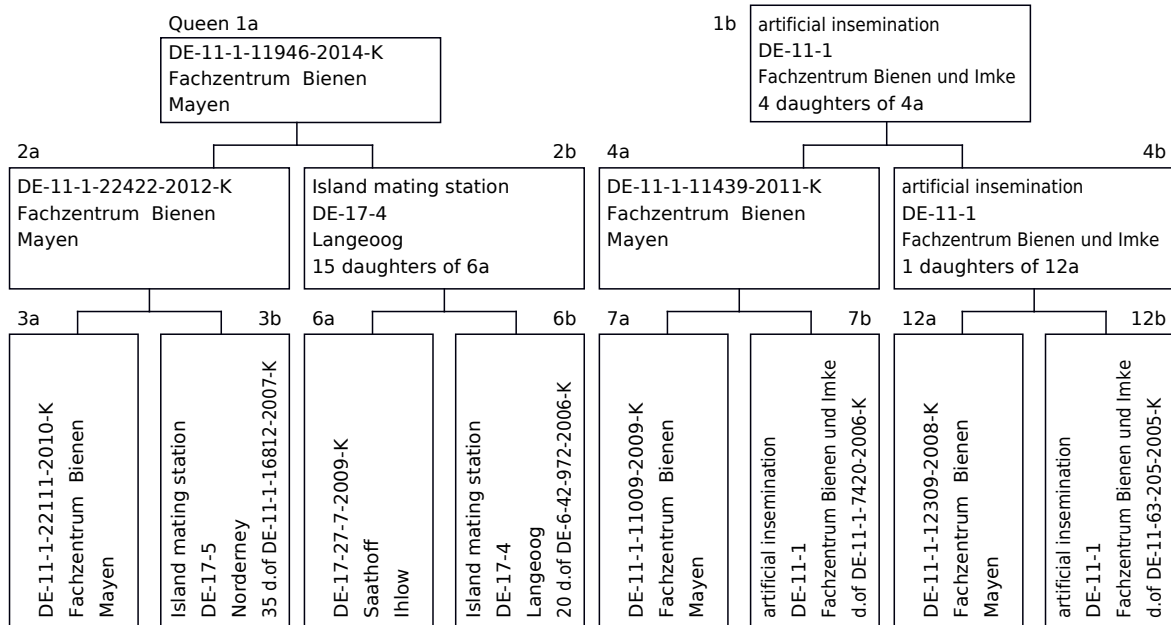 Queen 1a
DE-11-1-11946-2014-K
Fachzentrum Bienen
Mayen
1b
artificial insemination
DE-11-1
Fachzentrum Bienen und Imke
4 daughters of 4a
2a
DE-11-1-22422-2012-K
Fachzentrum Bienen
Mayen
2b
Island mating station
DE-17-4
Langeoog
15 daughters of 6a
4a
DE-11-1-11439-2011-K
Fachzentrum Bienen
Mayen
4b
artificial insemination
DE-11-1
Fachzentrum Bienen und Imke
1 daughters of 12a
3a
DE-11-1-22111-2010-K
Fachzentrum Bienen
Mayen
3b
Island mating station
DE-17-5
Norderney
35 d.of DE-11-1-16812-2007-K
6a
DE-17-27-7-2009-K
Saathoff
Ihlow
6b
Island mating station
DE-17-4
Langeoog
20 d.of DE-6-42-972-2006-K
7a
DE-11-1-11009-2009-K
Fachzentrum Bienen
Mayen
7b
artificial insemination
DE-11-1
Fachzentrum Bienen und Imke
d.of DE-11-1-7420-2006-K
12a
DE-11-1-12309-2008-K
Fachzentrum Bienen
Mayen
12b
artificial insemination
DE-11-1
Fachzentrum Bienen und Imke
d.of DE-11-63-205-2005-K